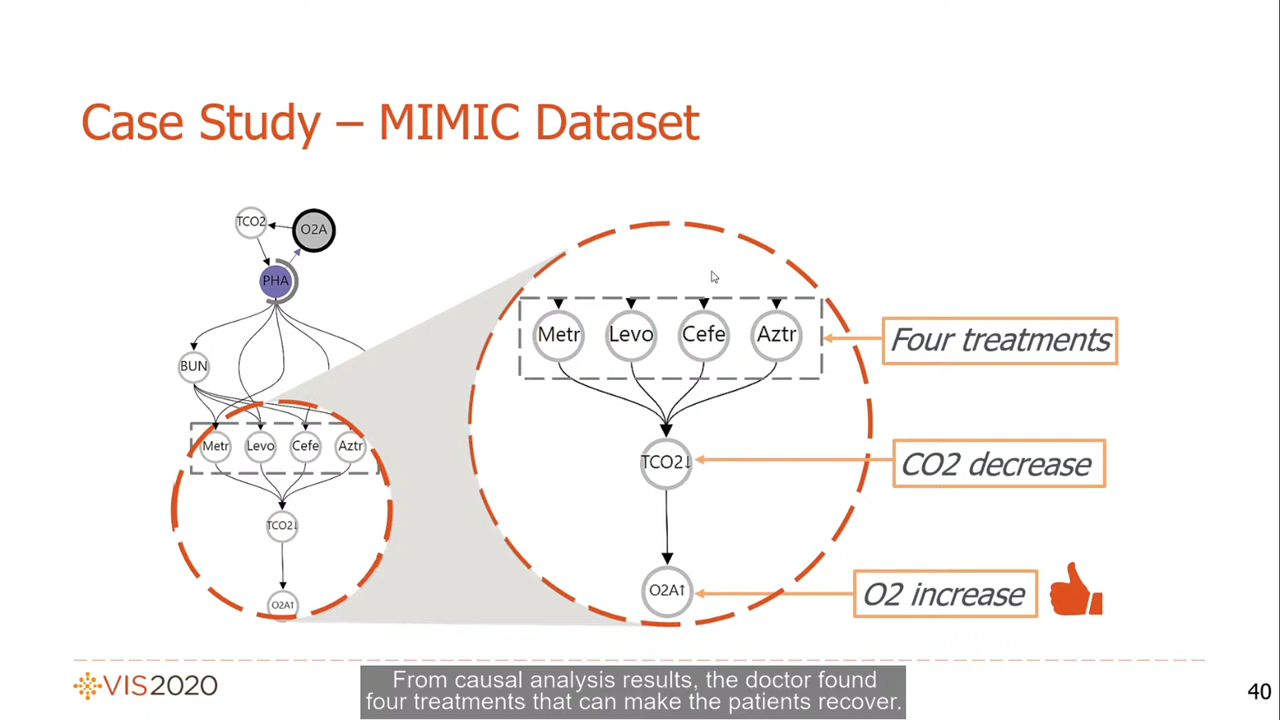 Case Study – MIMIC Dataset
TCO2
O2A
PHA
BUN
Metr Levo Cefe Aztr
TCO2↓
O2A↑
Metr Levo Cefe Aztr
TCO2↓
O2A↑
Four treatments
CO2 decrease
O2 increase
VIS2020
From causal analysis results, the doctor found
four treatments that can make the patients recover.
40